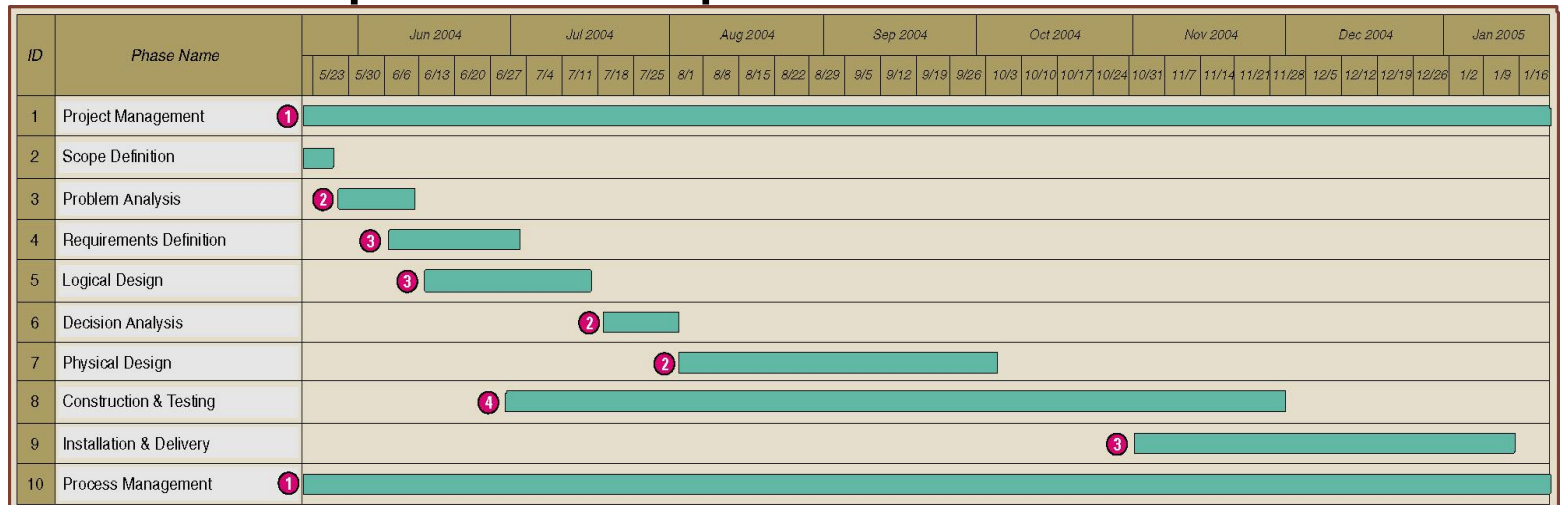 ID Phase Name Jun 2004 Jul 2004 Aug 2004 Sep 2004 Oct 2004 Nov 2004 Dec 2004 Jan 2005
5/23 5/30 6/6 6/13 6/20 6/27 7/4 7/11 7/18 7/25 8/1 8/8 8/15 8/22 8/29 9/5 9/12 9/19 9/26 10/3 10/10 10/17 10/24 10/31 11/7 11/14 11/21 11/28 12/5 12/12 12/19 12/26 1/2 1/9 1/16
1 Project Management 1
2 Scope Definition
3 Problem Analysis 2
4 Requirements Definition 3
5 Logical Design 3
6 Decision Analysis 2
7 Physical Design 2
8 Construction & Testing 4
9 Installation & Delivery 3
10 Process Management 1